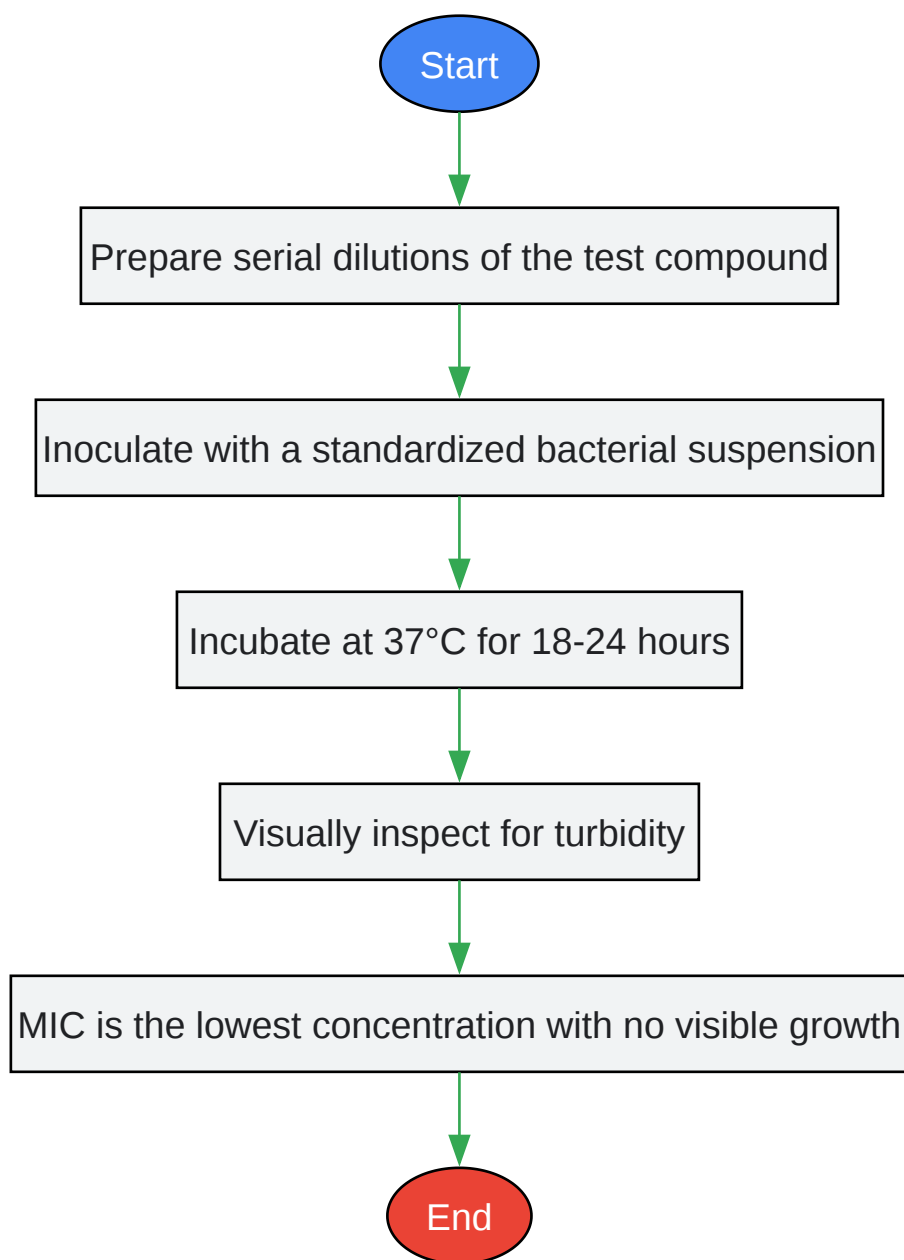 Start
Prepare serial dilutions of the test compound
Inoculate with a standardized bacterial suspension
Incubate at 37°C for 18-24 hours
Visually inspect for turbidity
MIC is the lowest concentration with no visible growth
End